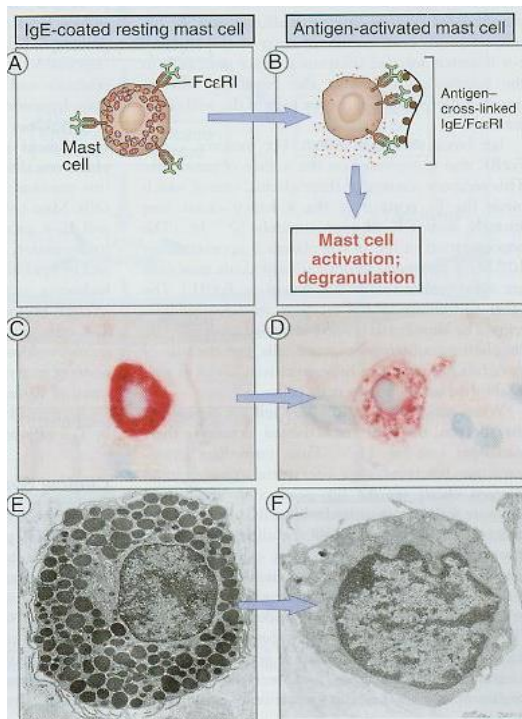 IgE-coated resting mast cell
Antigen-activated mast cell
A
FcεRI
Mast
cell
B
Antigen–
cross-linked
IgE/FcεRI
Mast cell
activation;
degranulation
C
D
E
F